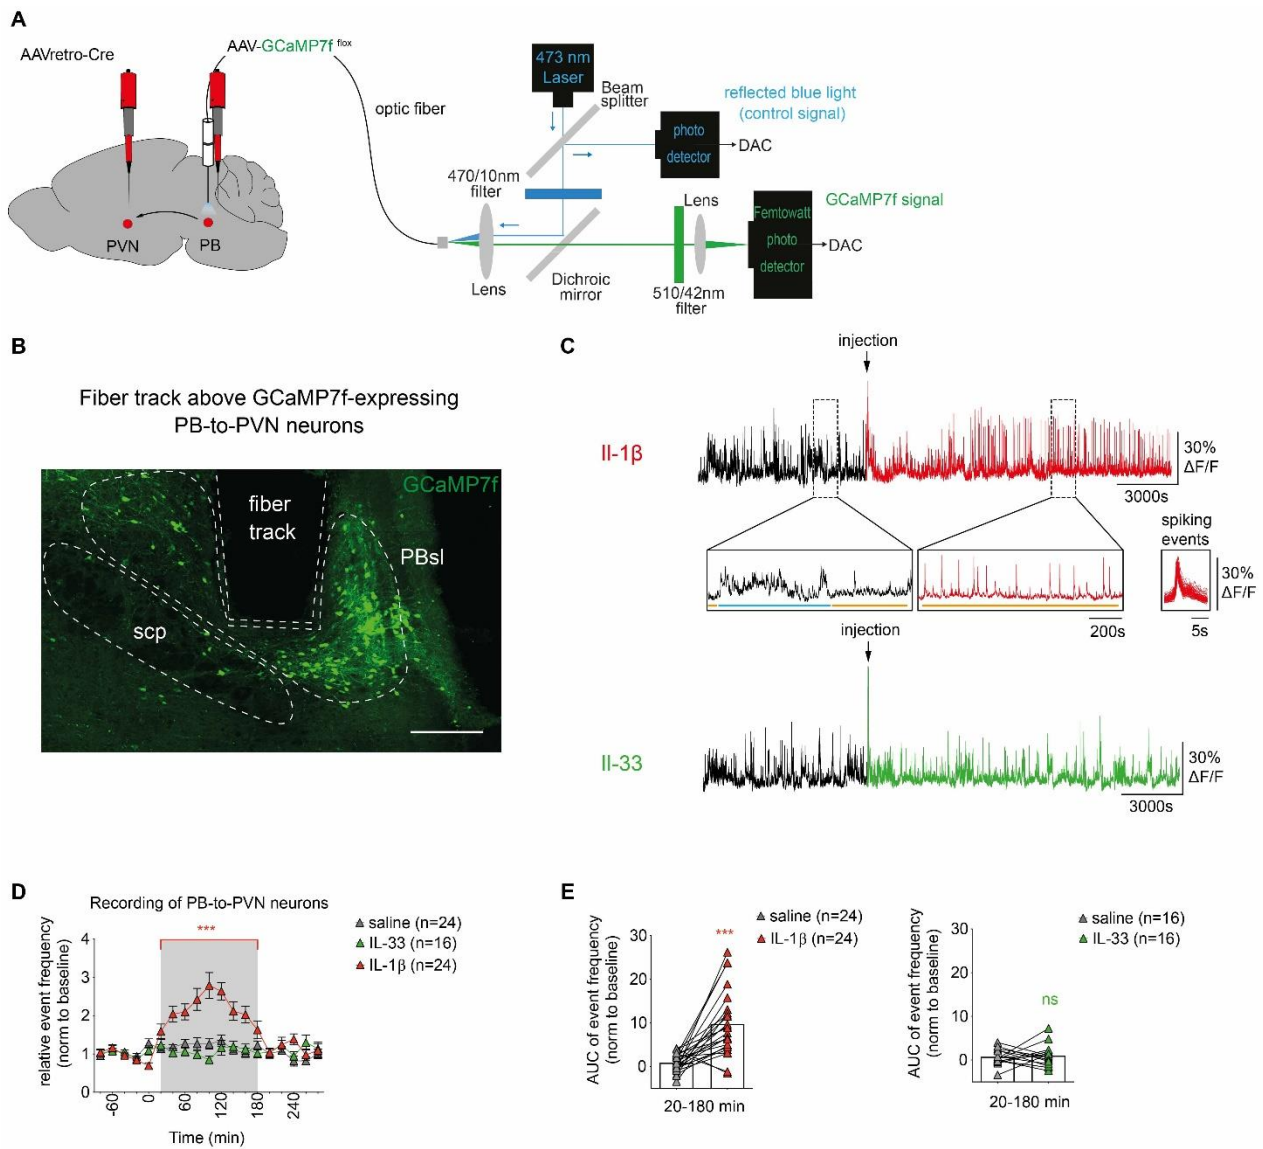 A
AAVretro-Cre
AAV-GCaMP7f flox
optic fiber
473 nm
Laser
Beam
splitter
reflected blue light
(control signal)
photo
detector
DAC
470/10nm
filter
Lens
GCaMP7f signal
Femtowatt
photo
detector
DAC
PVN
PB
Lens
Dichroic
mirror
510/42nm
filter
B
Fiber track above GCaMP7f-expressing
PB-to-PVN neurons
GCaMP7f
fiber
track
PBsl
scp
C
injection
Il-1β
30%
ΔF/F
3000s
spiking
events
30%
ΔF/F
200s
5s
injection
Il-33
30%
ΔF/F
3000s
D
Recording of PB-to-PVN neurons
relative event frequency
(norm to baseline)
4
3
2
1
0
***
-60
0
60
120
180
240
Time (min)
saline (n=24)
IL-33 (n=16)
IL-1β (n=24)
E
AUC of event frequency
(norm to baseline)
30
20
10
0
***
20-180 min
saline (n=24)
IL-1β (n=24)
AUC of event frequency
(norm to baseline)
30
20
10
0
ns
20-180 min
saline (n=16)
IL-33 (n=16)